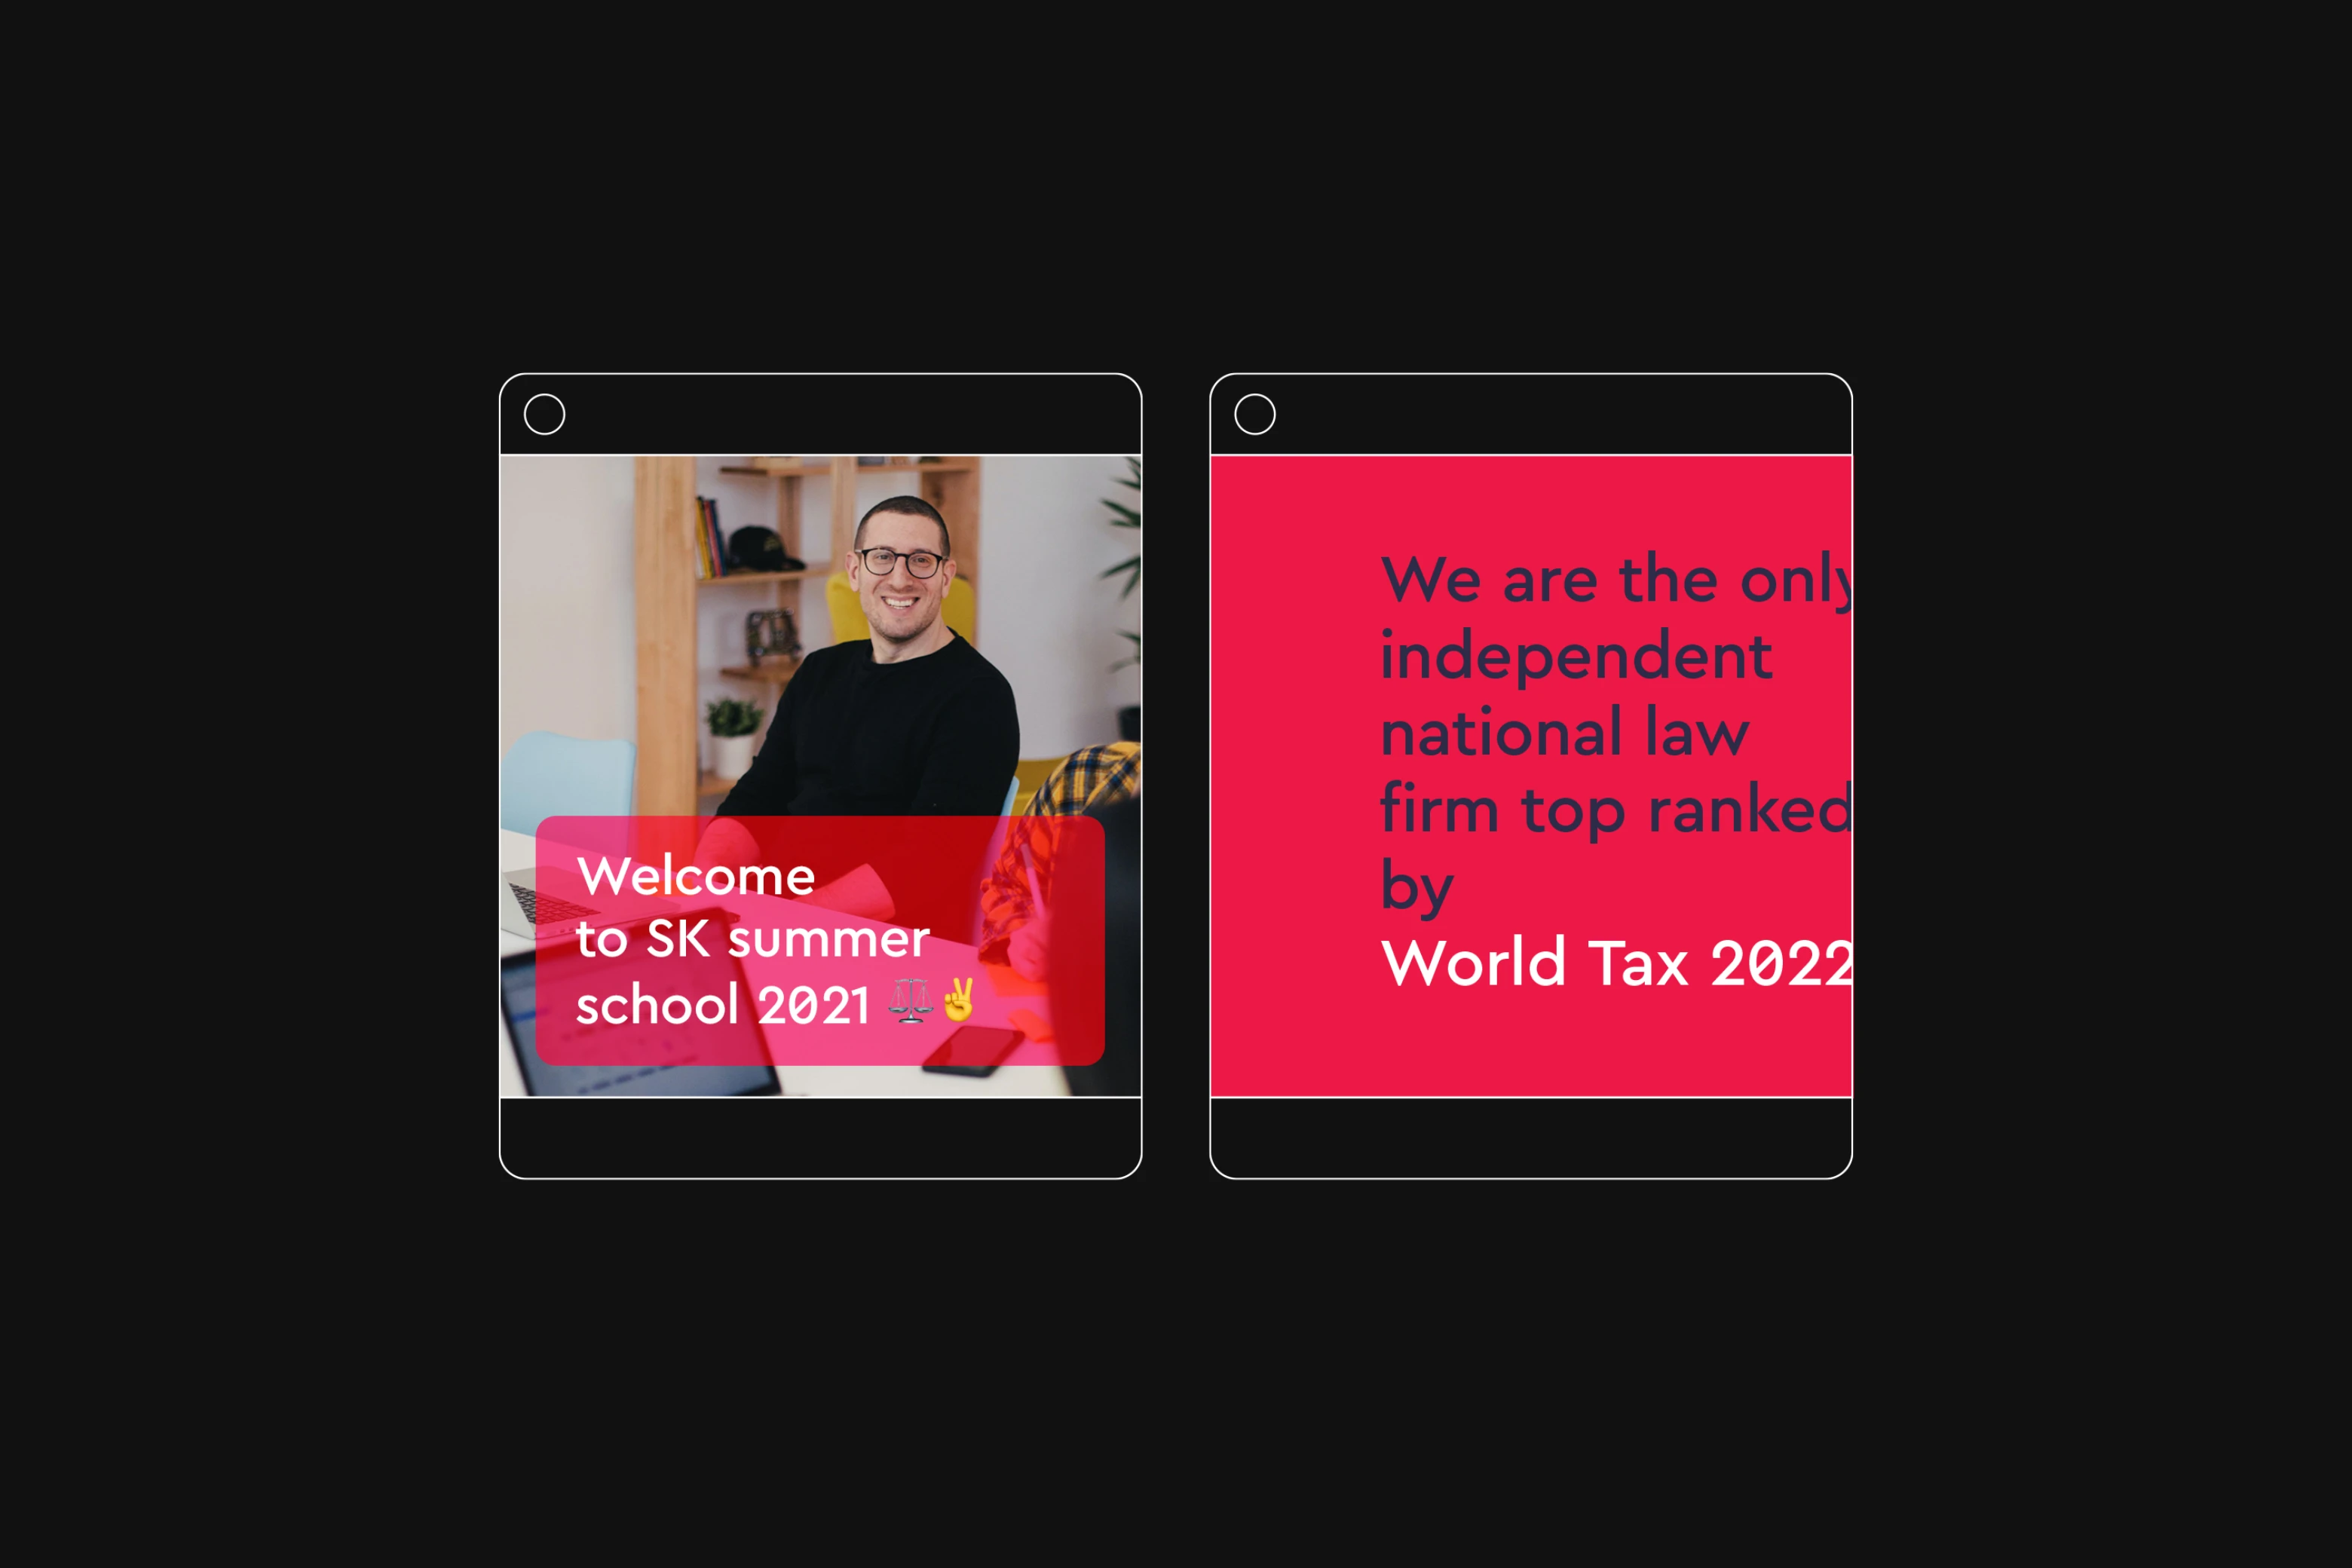 Welcome
to SK summer
school 2021 ⚖️✌️
We are the only
independent
national law
firm top ranked
by
World Tax 2022